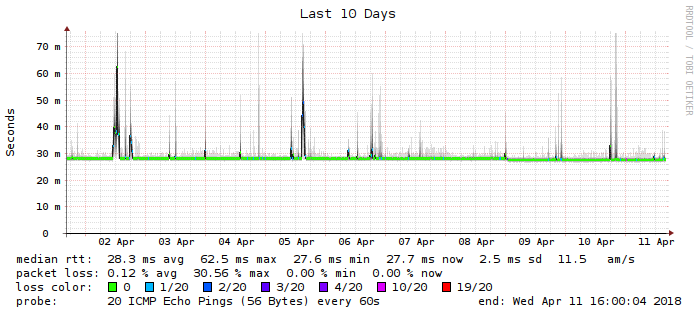 Last 10 Days
RRDTOOL / TOBI OETIKER
Seconds
70 m
60 m
50 m
40 m
30 m
20 m
10 m
0
02 Apr 03 Apr 04 Apr 05 Apr 06 Apr 07 Apr 08 Apr 09 Apr 10 Apr 11 Apr
median rtt: 28.3 ms avg 62.5 ms max 27.6 ms min 27.7 ms now 2.5 ms sd 11.5 am/s
packet loss: 0.12 % avg 30.56 % max 0.00 % min 0.00 % now
loss color: 0 1/20 2/20 3/20 4/20 10/20 19/20
probe: 20 ICMP Echo Pings (56 Bytes) every 60s end: Wed Apr 11 16:00:04 2018